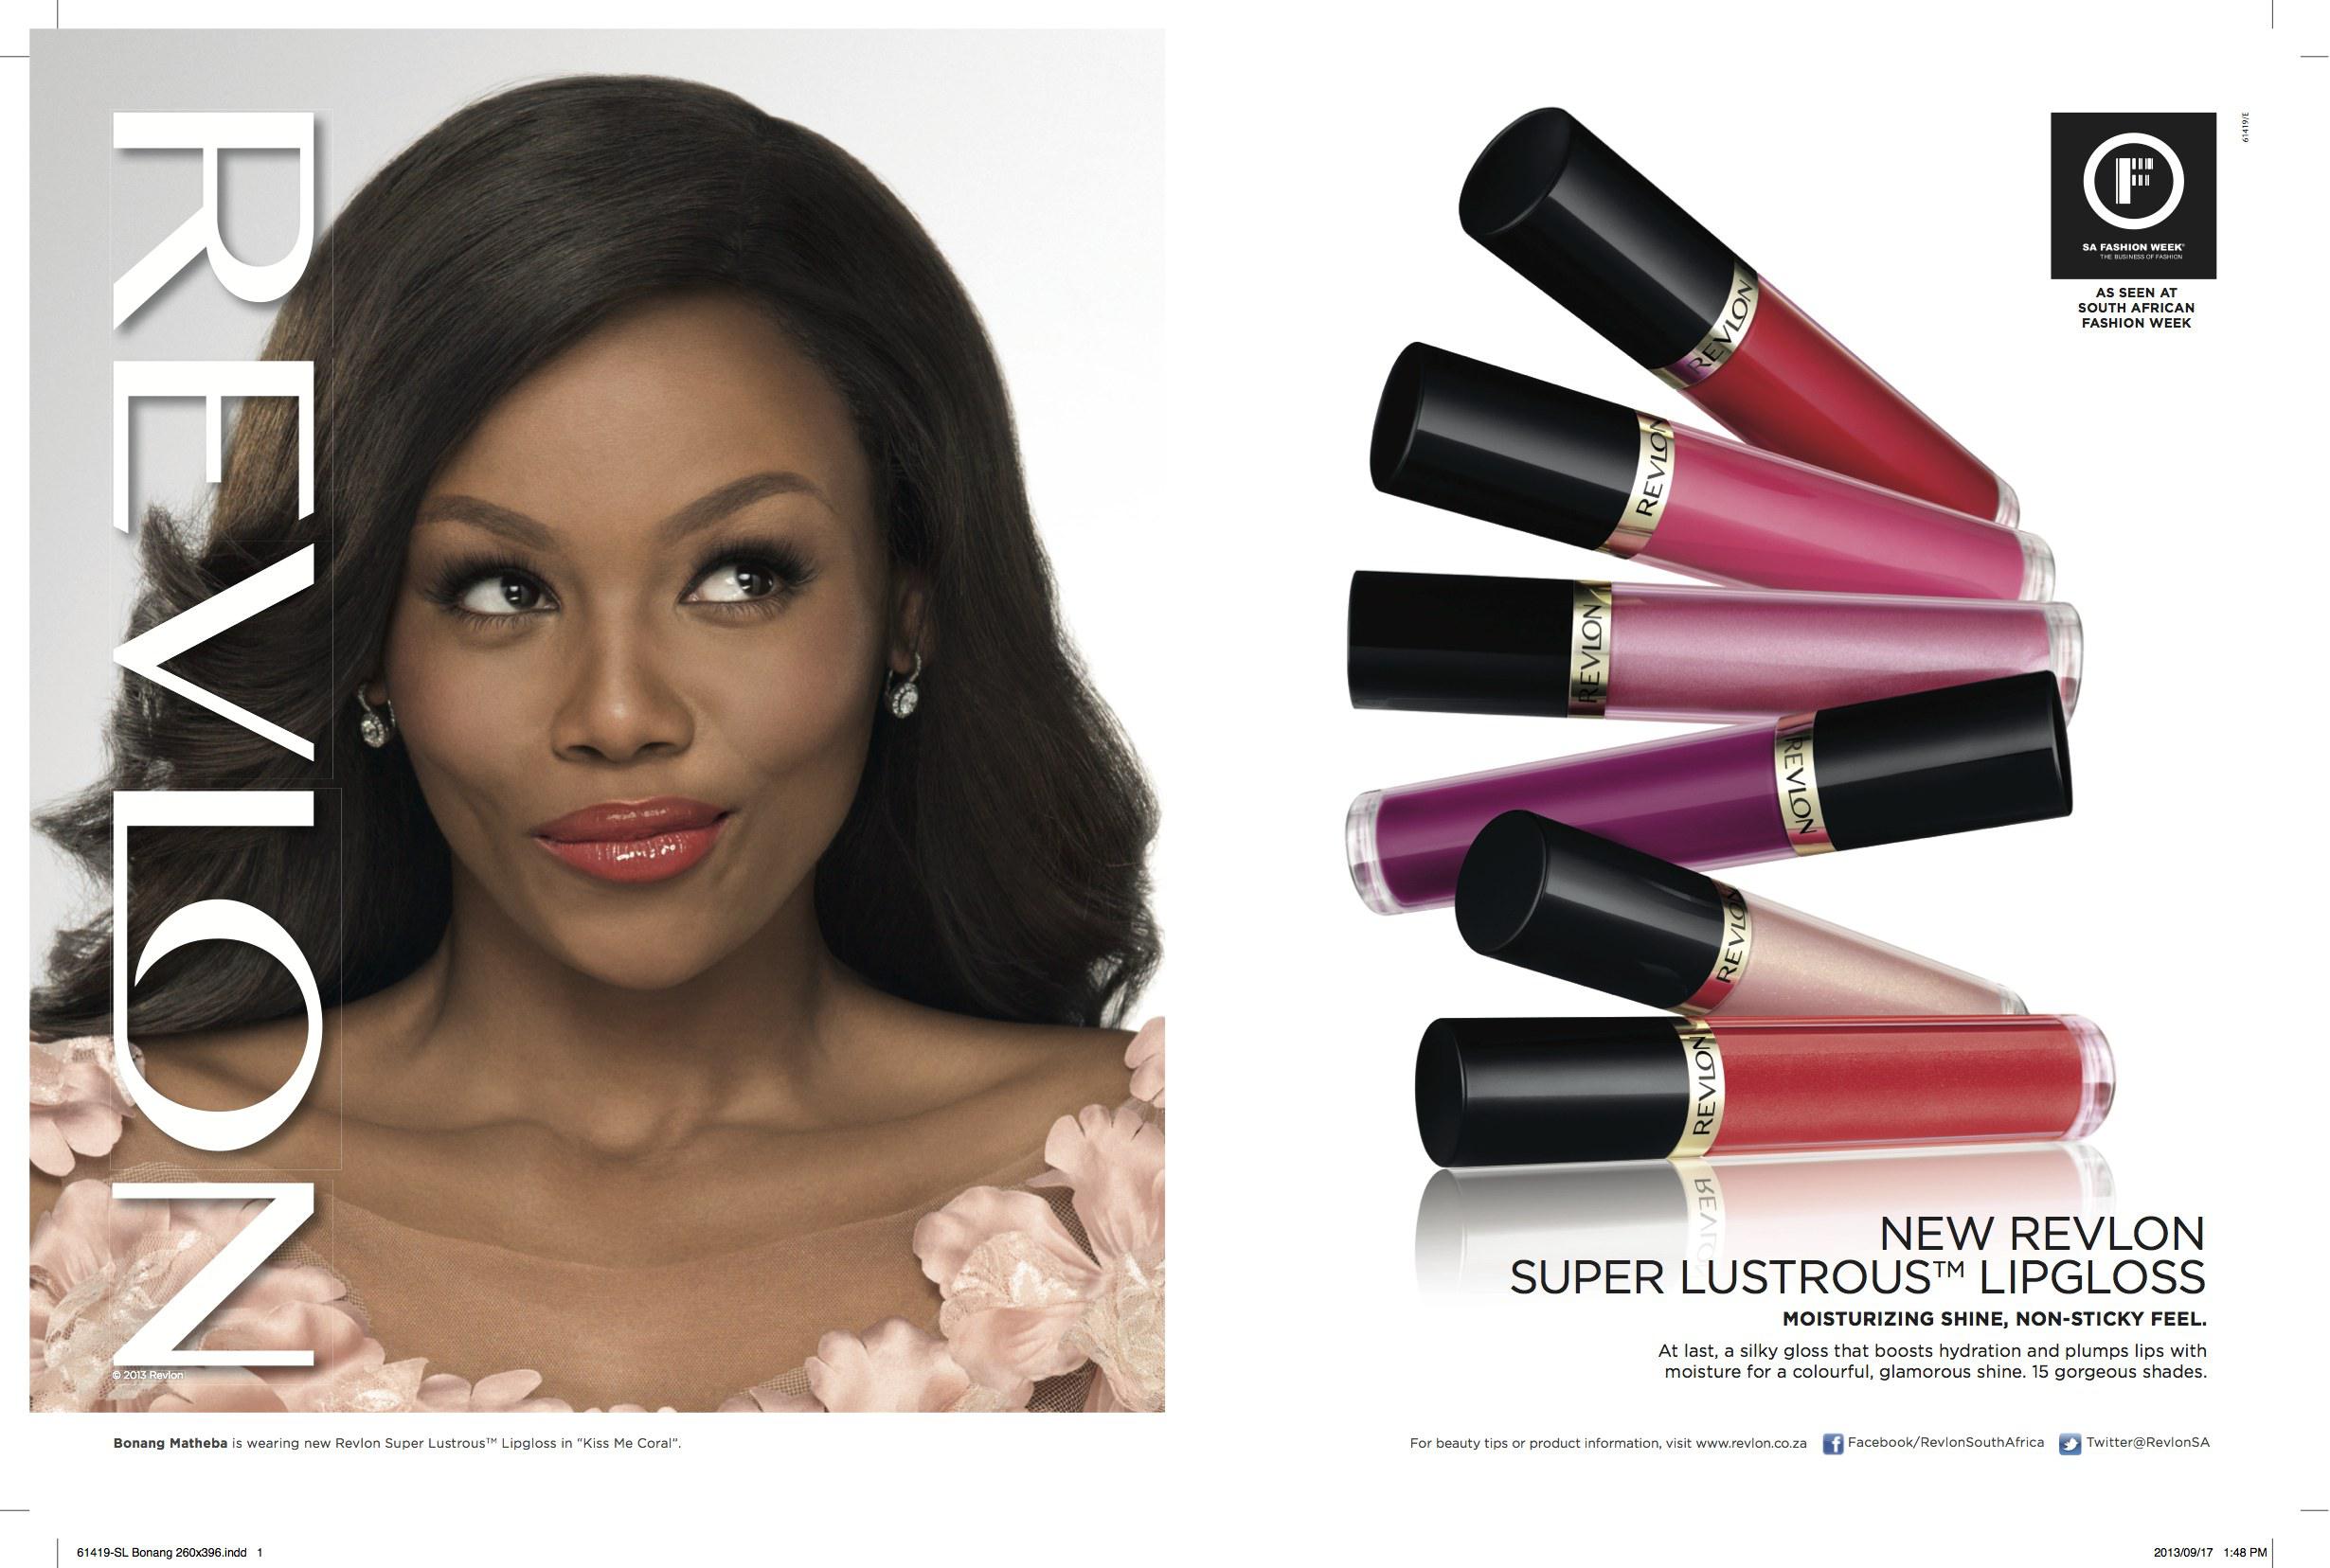 REVLON
© 2013 Revlon
Bonang Matheba is wearing new Revlon Super Lustrous™ Lipgloss in “Kiss Me Coral”.
61419-SL Bonang 260x396.indd 1
61419/E
F
SA FASHION WEEK®
THE BUSINESS OF FASHION
AS SEEN AT
SOUTH AFRICAN
FASHION WEEK
REVLON
REVLON
REVLON
REVLON
REVLON
REVLON
NEW REVLON
SUPER LUSTROUS™ LIPGLOSS
MOISTURIZING SHINE, NON-STICKY FEEL.
At last, a silky gloss that boosts hydration and plumps lips with
moisture for a colourful, glamorous shine. 15 gorgeous shades.
For beauty tips or product information, visit www.revlon.co.za f Facebook/RevlonSouthAfrica Twitter@RevlonSA
2013/09/17 1:48 PM